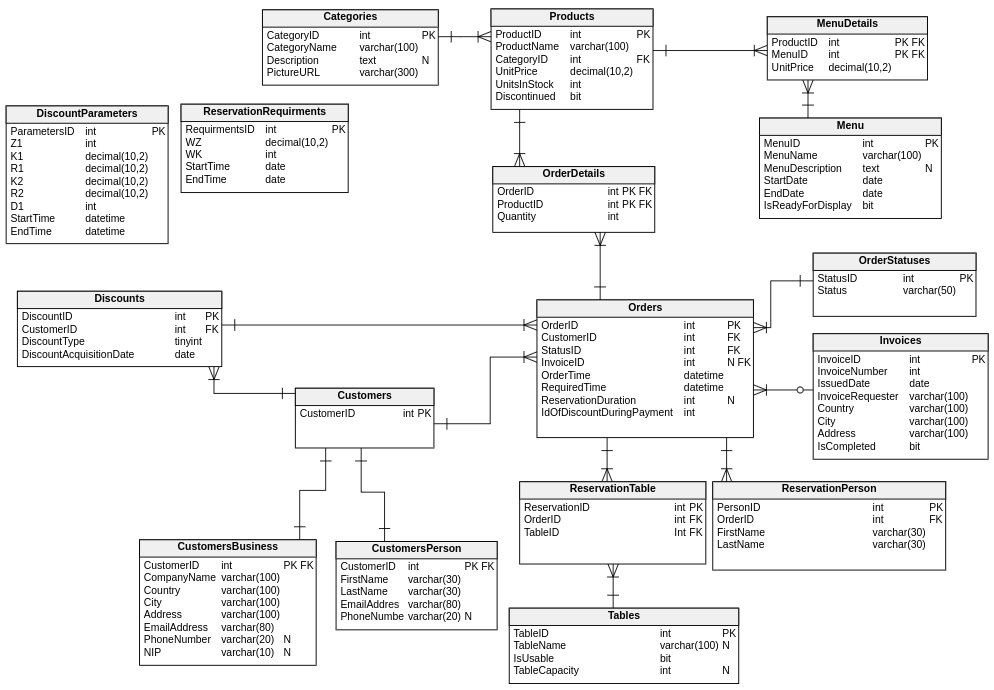 Categories
CategoryID int PK
CategoryName varchar(100)
Description text N
PictureURL varchar(300)
Products
ProductID int PK
ProductName varchar(100)
CategoryID int FK
UnitPrice decimal(10,2)
UnitsInStock int
Discontinued bit
MenuDetails
ProductID int PK FK
MenuID int PK FK
UnitPrice decimal(10,2)
DiscountParameters
ParametersID int PK
Z1 int
K1 decimal(10,2)
R1 decimal(10,2)
K2 decimal(10,2)
R2 decimal(10,2)
D1 int
StartTime datetime
EndTime datetime
ReservationRequirments
RequirmentsID int PK
WZ decimal(10,2)
WK int
StartTime date
EndTime date
Menu
MenuID int PK
MenuName varchar(100)
MenuDescription text N
StartDate date
EndDate date
IsReadyForDisplay bit
OrderDetails
OrderID int PK FK
ProductID int PK FK
Quantity int
OrderStatuses
StatusID int PK
Status varchar(50)
Discounts
DiscountID int PK
CustomerID int FK
DiscountType tinyint
DiscountAcquisitionDate date
Orders
OrderID int PK
CustomerID int FK
StatusID int FK
InvoiceID int N FK
OrderTime datetime
RequiredTime datetime
ReservationDuration int N
IdOfDiscountDuringPayment int
Invoices
InvoiceID int PK
InvoiceNumber int
IssuedDate date
InvoiceRequester varchar(100)
Country varchar(100)
City varchar(100)
Address varchar(100)
IsCompleted bit
Customers
CustomerID int PK
ReservationTable
ReservationID int PK
OrderID int FK
TableID Int FK
ReservationPerson
PersonID int PK
OrderID int FK
FirstName varchar(30)
LastName varchar(30)
CustomersBusiness
CustomerID int PK FK
CompanyName varchar(100)
Country varchar(100)
City varchar(100)
Address varchar(100)
EmailAddress varchar(80)
PhoneNumber varchar(20) N
NIP varchar(10) N
CustomersPerson
CustomerID int PK FK
FirstName varchar(30)
LastName varchar(30)
EmailAddres varchar(80)
PhoneNumbe varchar(20) N
Tables
TableID int PK
TableName varchar(100) N
IsUsable bit
TableCapacity int N